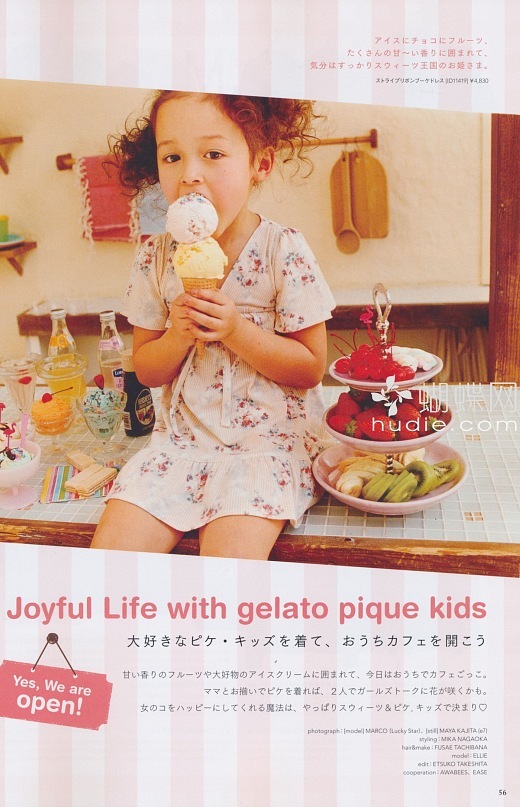 アイスにチョコにフルーツ、
たくさんの甘〜い香りに囲まれて、
気分はすっかりスウィーツ王国のお姫さま。
ストライプリボンブーケドレス [ID11419] ¥4,830
蝴蝶网
hudie.com
Joyful Life with gelato pique kids
大好きなピケ・キッズを着て、おうちカフェを開こう
Yes, We are
open!
甘い香りのフルーツや大好物のアイスクリームに囲まれて、今日はおうちでカフェごっこ。
ママとお揃いでピケを着れば、2人でガールズトークに花が咲くかも。
女のコをハッピーにしてくれる魔法は、やっぱりスウィーツ&ピケ, キッズで決まり♡
photograph : [model] MARCO (Lucky Star)、[still] MAYA KAJITA (e7)
styling : MIKA NAGAOKA
hair&make : FUSAE TACHIBANA
model : ELLIE
edit : ETSUKO TAKESHITA
cooperation : AWABEES、EASE
56